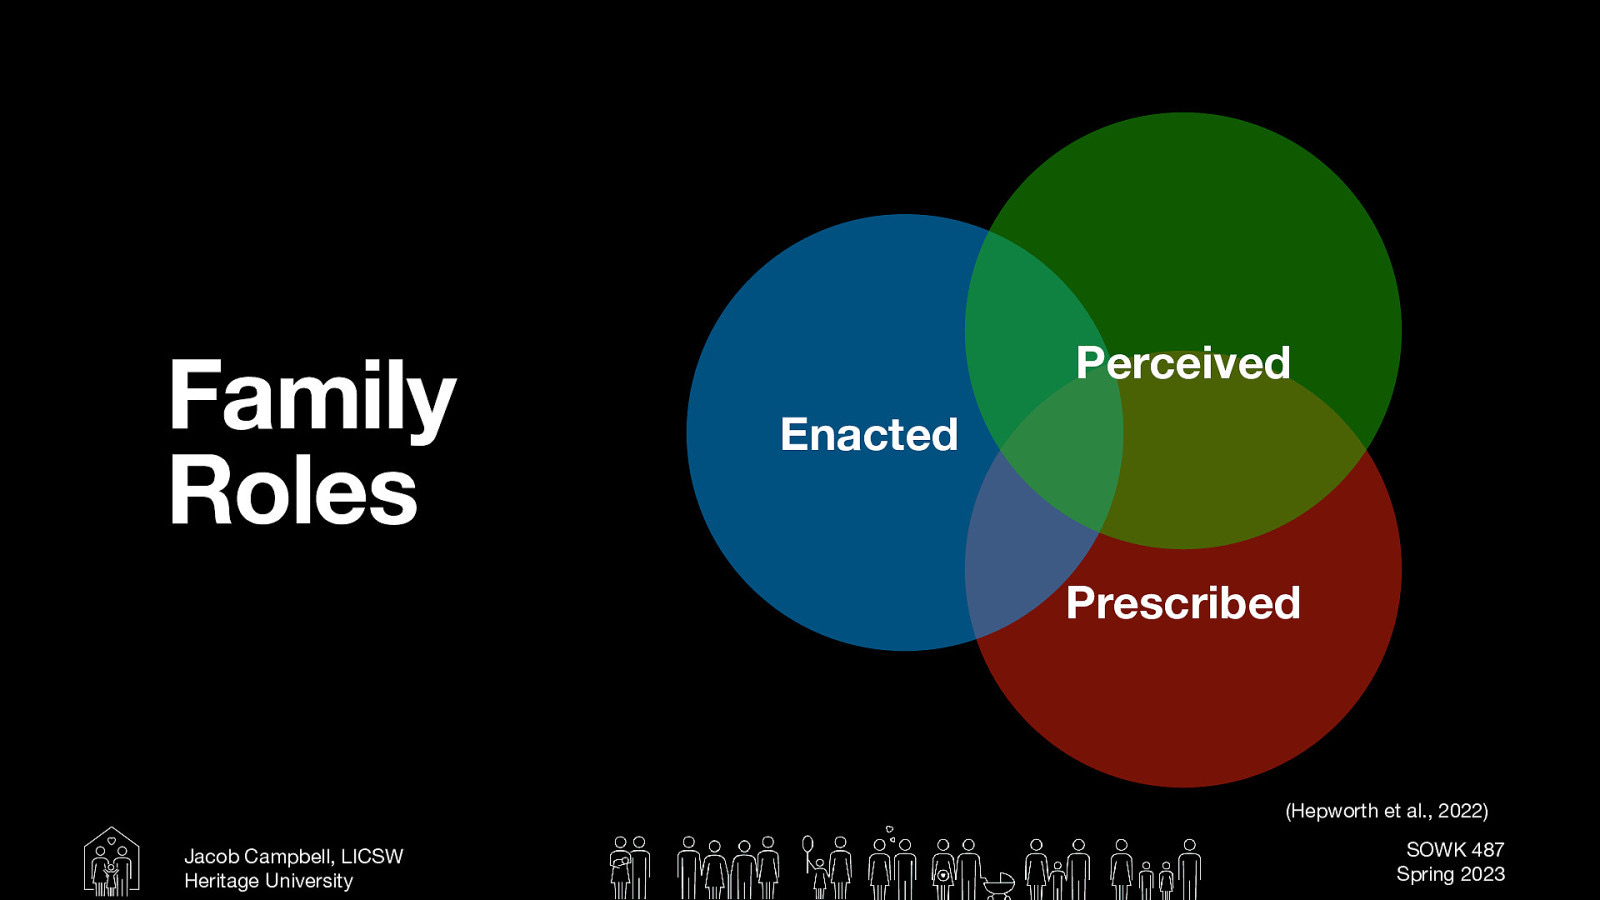 Family
Roles
Enacted
Perceived
Prescribed
(Hepworth et al., 2022)
Jacob Campbell, LICSW
Heritage University
SOWK 487
Spring 2023